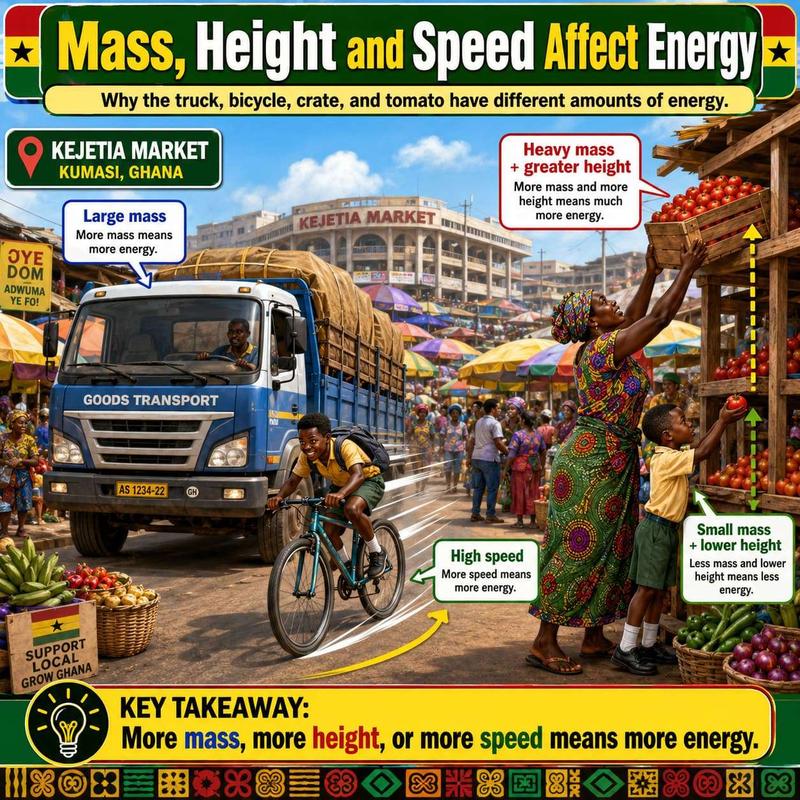 Mass, Height and Speed Affect Energy
Why the truck, bicycle, crate, and tomato have different amounts of energy.
KEJETIA MARKET
KUMASI, GHANA
Heavy mass
+ greater height
More mass and more
height means much
more energy.
Large mass
More mass means
more energy.
KEJETIA MARKET
OYE
DOM
ADWUMA
YE FO!
GOODS TRANSPORT
AS 1234-22
GH
High speed
More speed means
more energy.
Small mass
+ lower height
Less mass and lower
height means less
energy.
SUPPORT
LOCAL
GROW GHANA
KEY TAKEAWAY:
More mass, more height, or more speed means more energy.